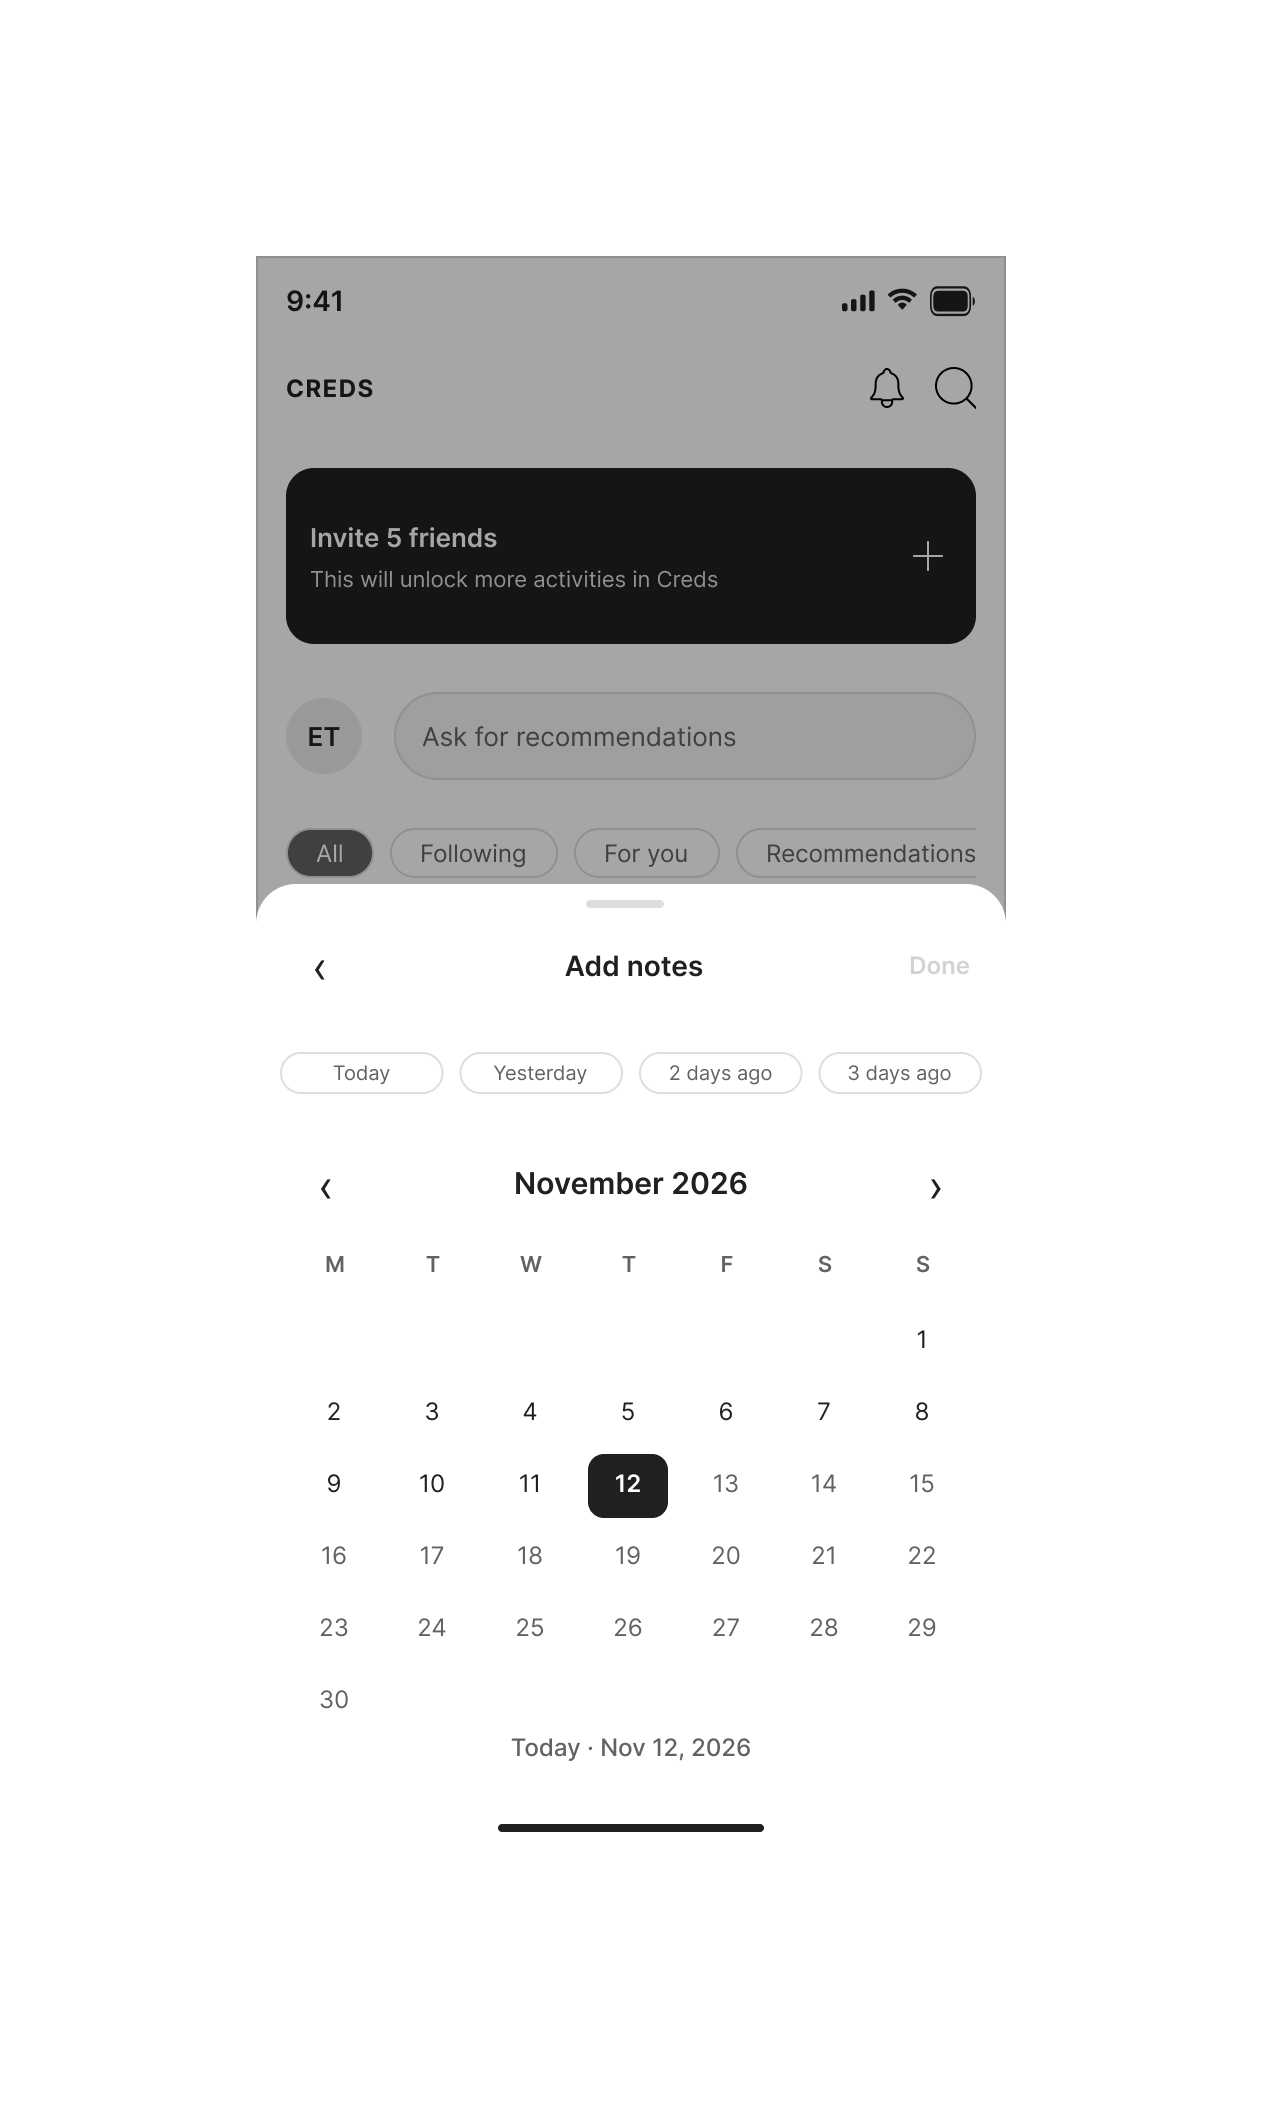 9:41
CREDS
Invite 5 friends
This will unlock more activities in Creds
ET
Ask for recommendations
All Following For you Recommendations
‹ Add notes Done
Today Yesterday 2 days ago 3 days ago
‹ November 2026 ›
M T W T F S S
1
2 3 4 5 6 7 8
9 10 11 12 13 14 15
16 17 18 19 20 21 22
23 24 25 26 27 28 29
30
Today · Nov 12, 2026